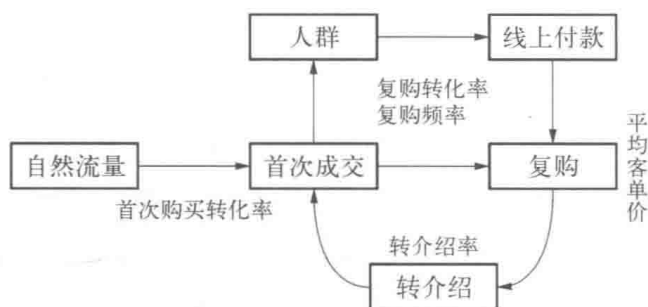 人群
线上付款
复购转化率
复购频率
自然流量
首次成交
复购
平均客单价
首次购买转化率
转介绍率
转介绍